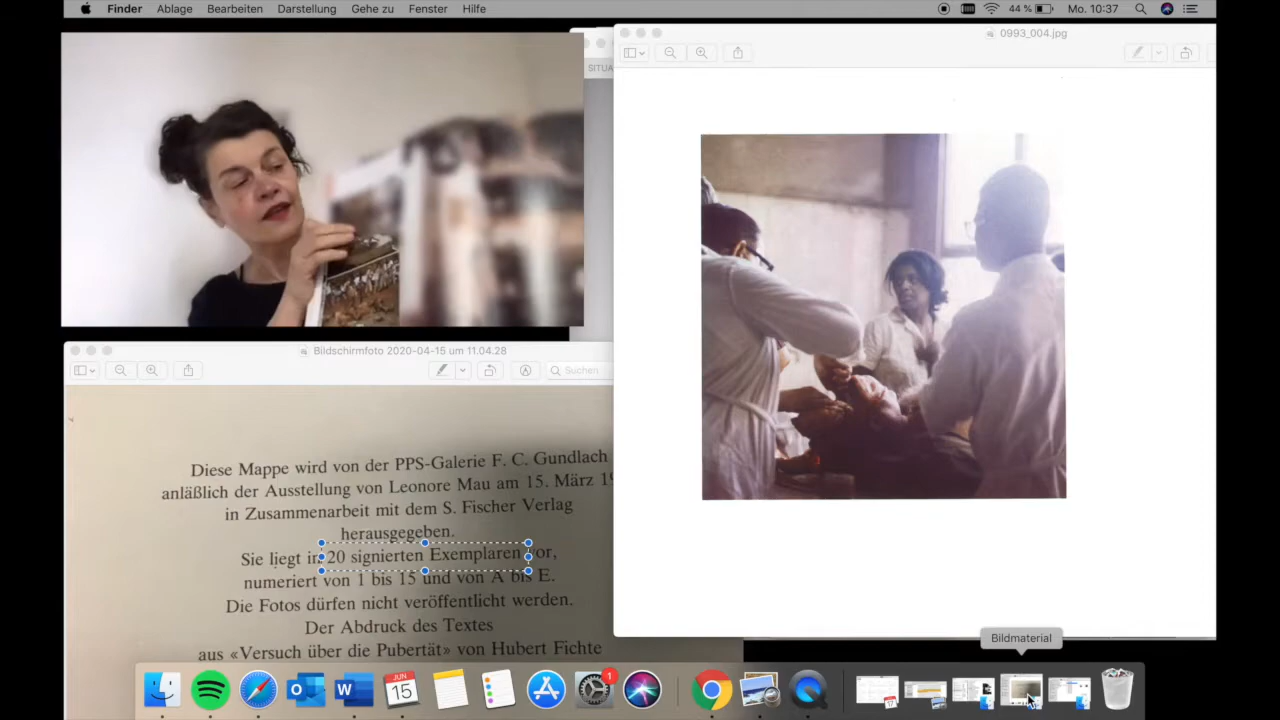 Finder Ablage Bearbeiten Darstellung Gehe zu Fenster Hilfe
44 % Mo. 10:37
0993_004.jpg
Bildschirmfoto 2020-04-15 um 11.04.28
Suchen
Diese Mappe wird von der PPS-Galerie F. C. Gundlach
anläßlich der Ausstellung von Leonore Mau am 15. März
in Zusammenarbeit mit dem S. Fischer Verlag
herausgegeben.
Sie liegt in 20 signierten Exemplaren vor,
numeriert von 1 bis 15 und von A bis E.
Die Fotos dürfen nicht veröffentlicht werden.
Der Abdruck des Textes
aus «Versuch über die Pubertät» von Hubert Fichte
Bildmaterial
JUN
15
1
17